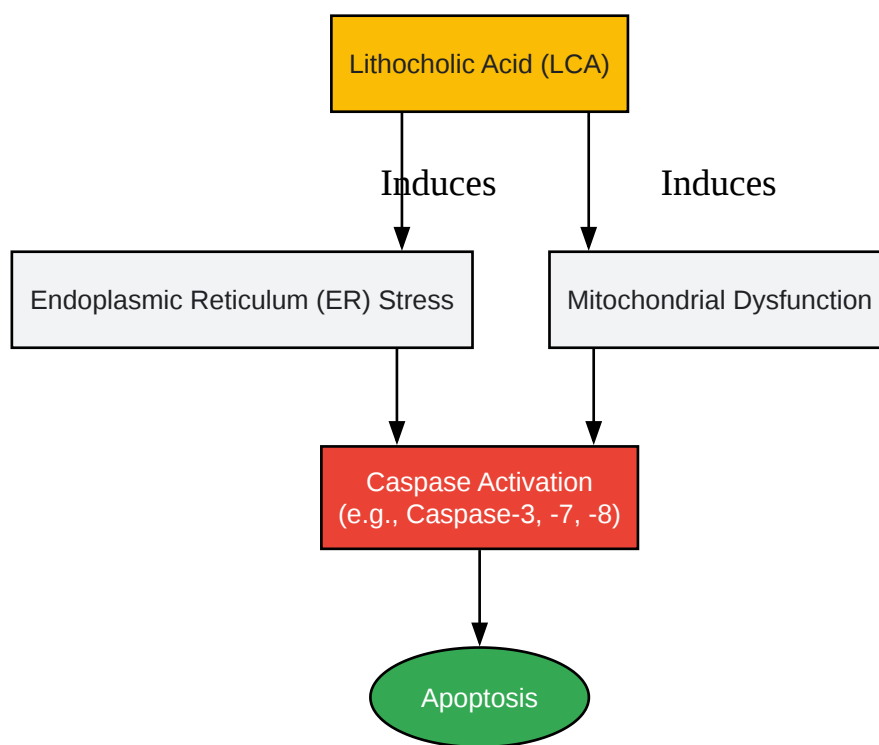 Lithocholic Acid (LCA)
Induces
Induces
Endoplasmic Reticulum (ER) Stress
Mitochondrial Dysfunction
Caspase Activation
(e.g., Caspase-3, -7, -8)
Apoptosis